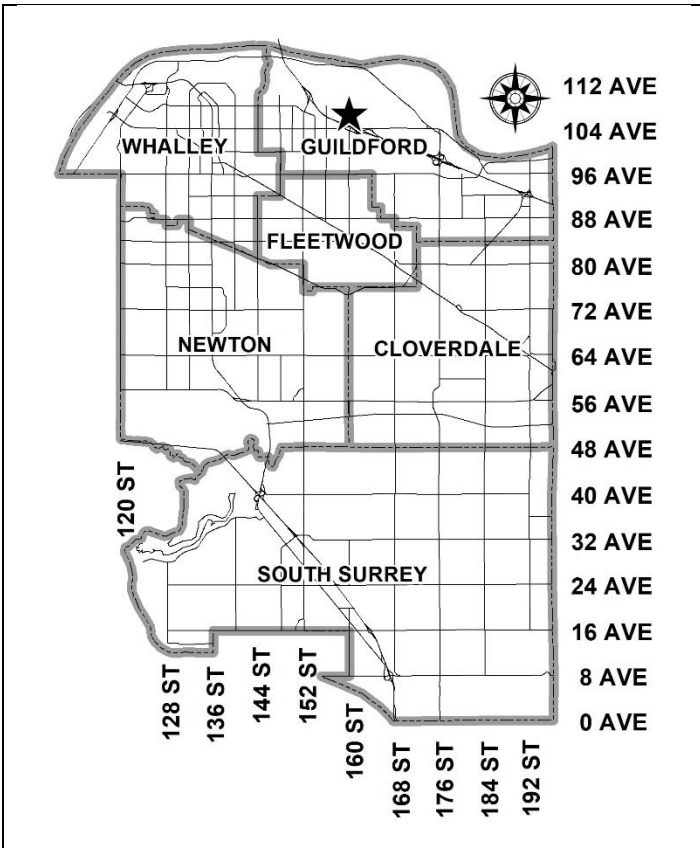 112 AVE
104 AVE
WHALLEY
GUILDFORD
96 AVE
88 AVE
FLEETWOOD
80 AVE
72 AVE
NEWTON
CLOVERDALE
64 AVE
56 AVE
48 AVE
120 ST
40 AVE
32 AVE
SOUTH SURREY
24 AVE
16 AVE
8 AVE
0 AVE
128 ST
136 ST
144 ST
152 ST
160 ST
168 ST
176 ST
184 ST
192 ST